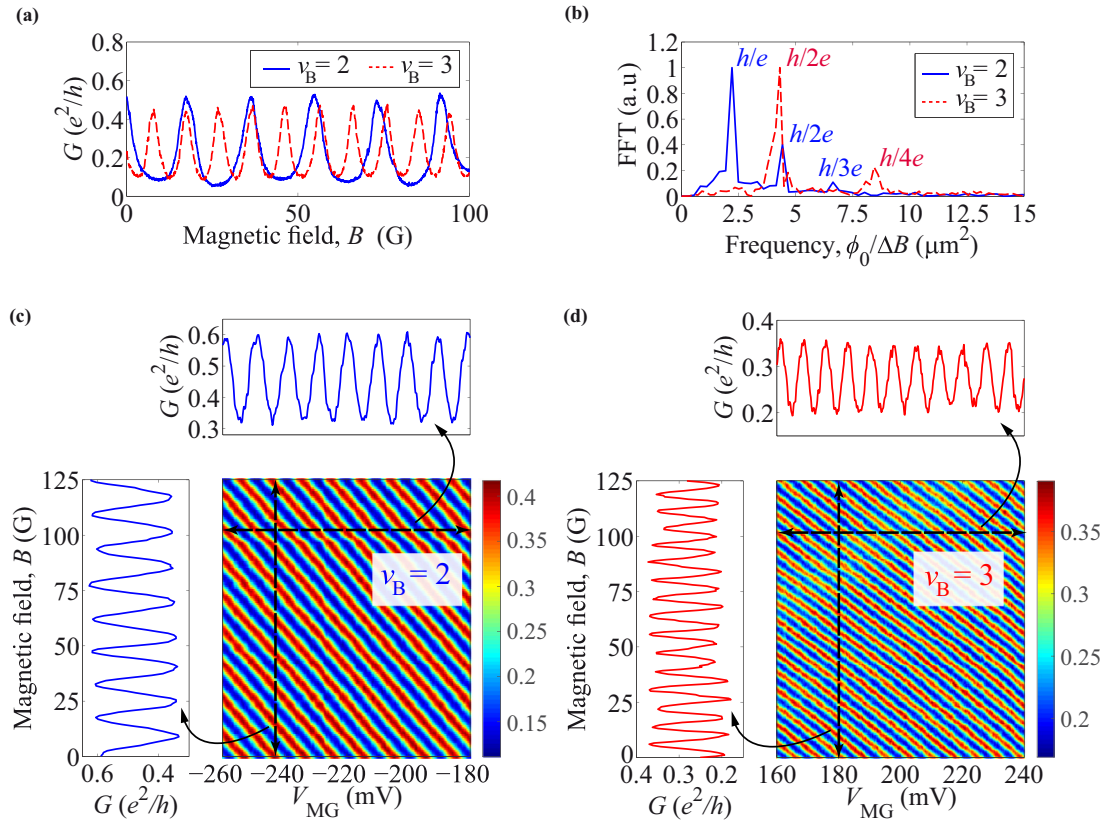 (a)
0.8
0.6
0.4
0.2
0
G (e²/h)
ν_B = 2
ν_B = 3
0
50
100
Magnetic field, B (G)
(b)
1.2
1
0.8
0.6
0.4
0.2
0
FFT (a.u)
h/e
h/2e
h/2e
h/3e
h/4e
ν_B = 2
ν_B = 3
0
2.5
5
7.5
10
12.5
15
Frequency, ϕ₀/ΔB (μm²)
(c)
0.6
0.5
0.4
0.3
G (e²/h)
125
100
75
50
25
0
Magnetic field, B (G)
0.6
0.4
G (e²/h)
ν_B = 2
−260
−240
−220
−200
−180
V_MG (mV)
0.4
0.35
0.3
0.25
0.2
0.15
(d)
0.4
0.3
0.2
G (e²/h)
125
100
75
50
25
0
Magnetic field, B (G)
0.4
0.3
0.2
G (e²/h)
ν_B = 3
160
180
200
220
240
V_MG (mV)
0.35
0.3
0.25
0.2